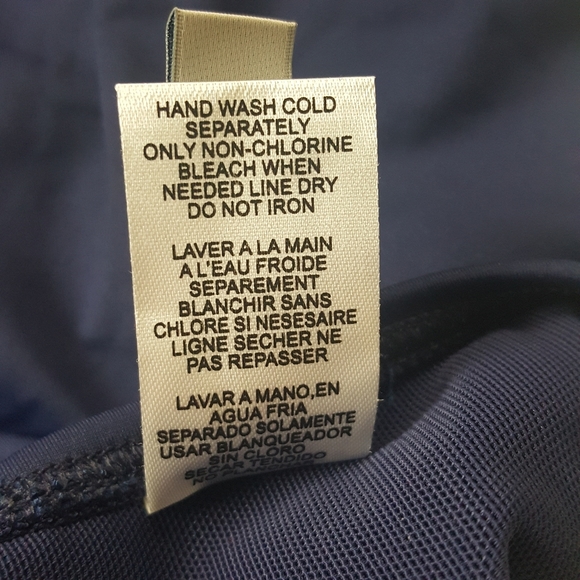 HAND WASH COLD
SEPARATELY
ONLY NON-CHLORINE
BLEACH WHEN
NEEDED LINE DRY
DO NOT IRON
LAVER A LA MAIN
A L'EAU FROIDE
SEPAREMENT
BLANCHIR SANS
CHLORE SI NESESAIRE
LIGNE SECHER NE
PAS REPASSER
LAVAR A MANO,EN
AGUA FRIA
SEPARADO SOLAMENTE
USAR BLANQUEADOR
SIN CLORO
SECAR TENDIDO